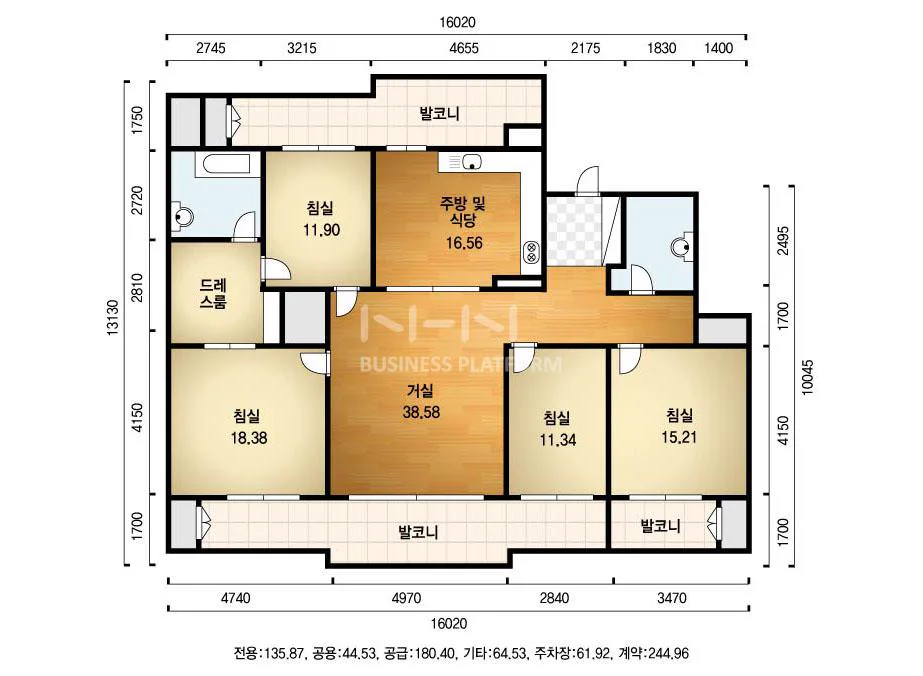 16020
2745 3215 4655 2175 1830 1400
1750
2720
2810
4150
1700
13130
발코니
침실
11.90
주방 및
식당
16.56
드레
스룸
N-HN
BUSINESS PLATFORM
거실
38.58
침실
18.38
침실
11.34
침실
15.21
발코니
발코니
2495
1700
4150
1700
10045
4740 4970 2840 3470
16020
전용:135.87, 공용:44.53, 공급:180.40, 기타:64.53, 주차장:61.92, 계약:244.96